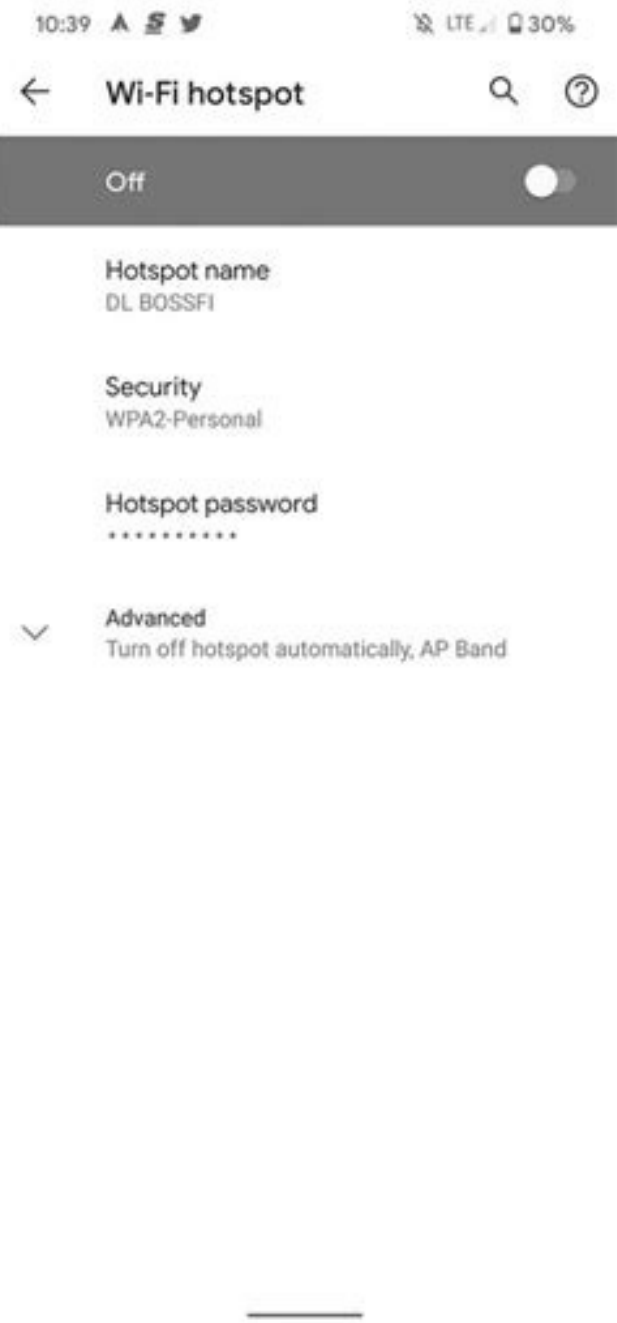 10:39 LTE 30%
Wi-Fi hotspot
Off
Hotspot name
DL BOSSFI
Security
WPA2-Personal
Hotspot password
••••••••••
Advanced
Turn off hotspot automatically, AP Band